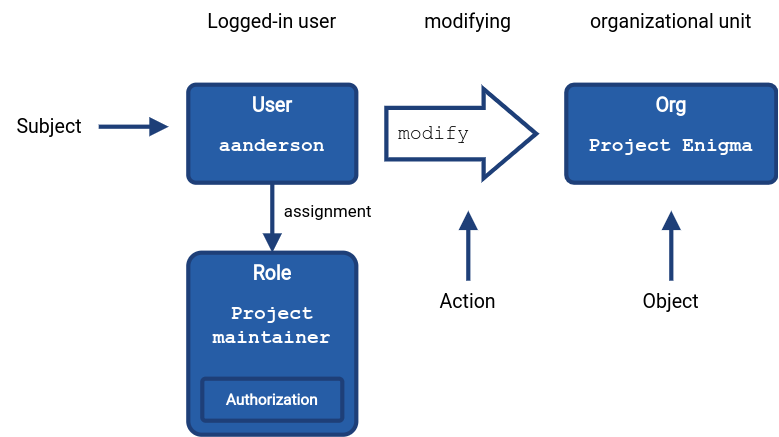 Logged-in user
modifying
organizational unit
Subject
User
aanderson
modify
Org
Project Enigma
assignment
Role
Project
maintainer
Authorization
Action
Object